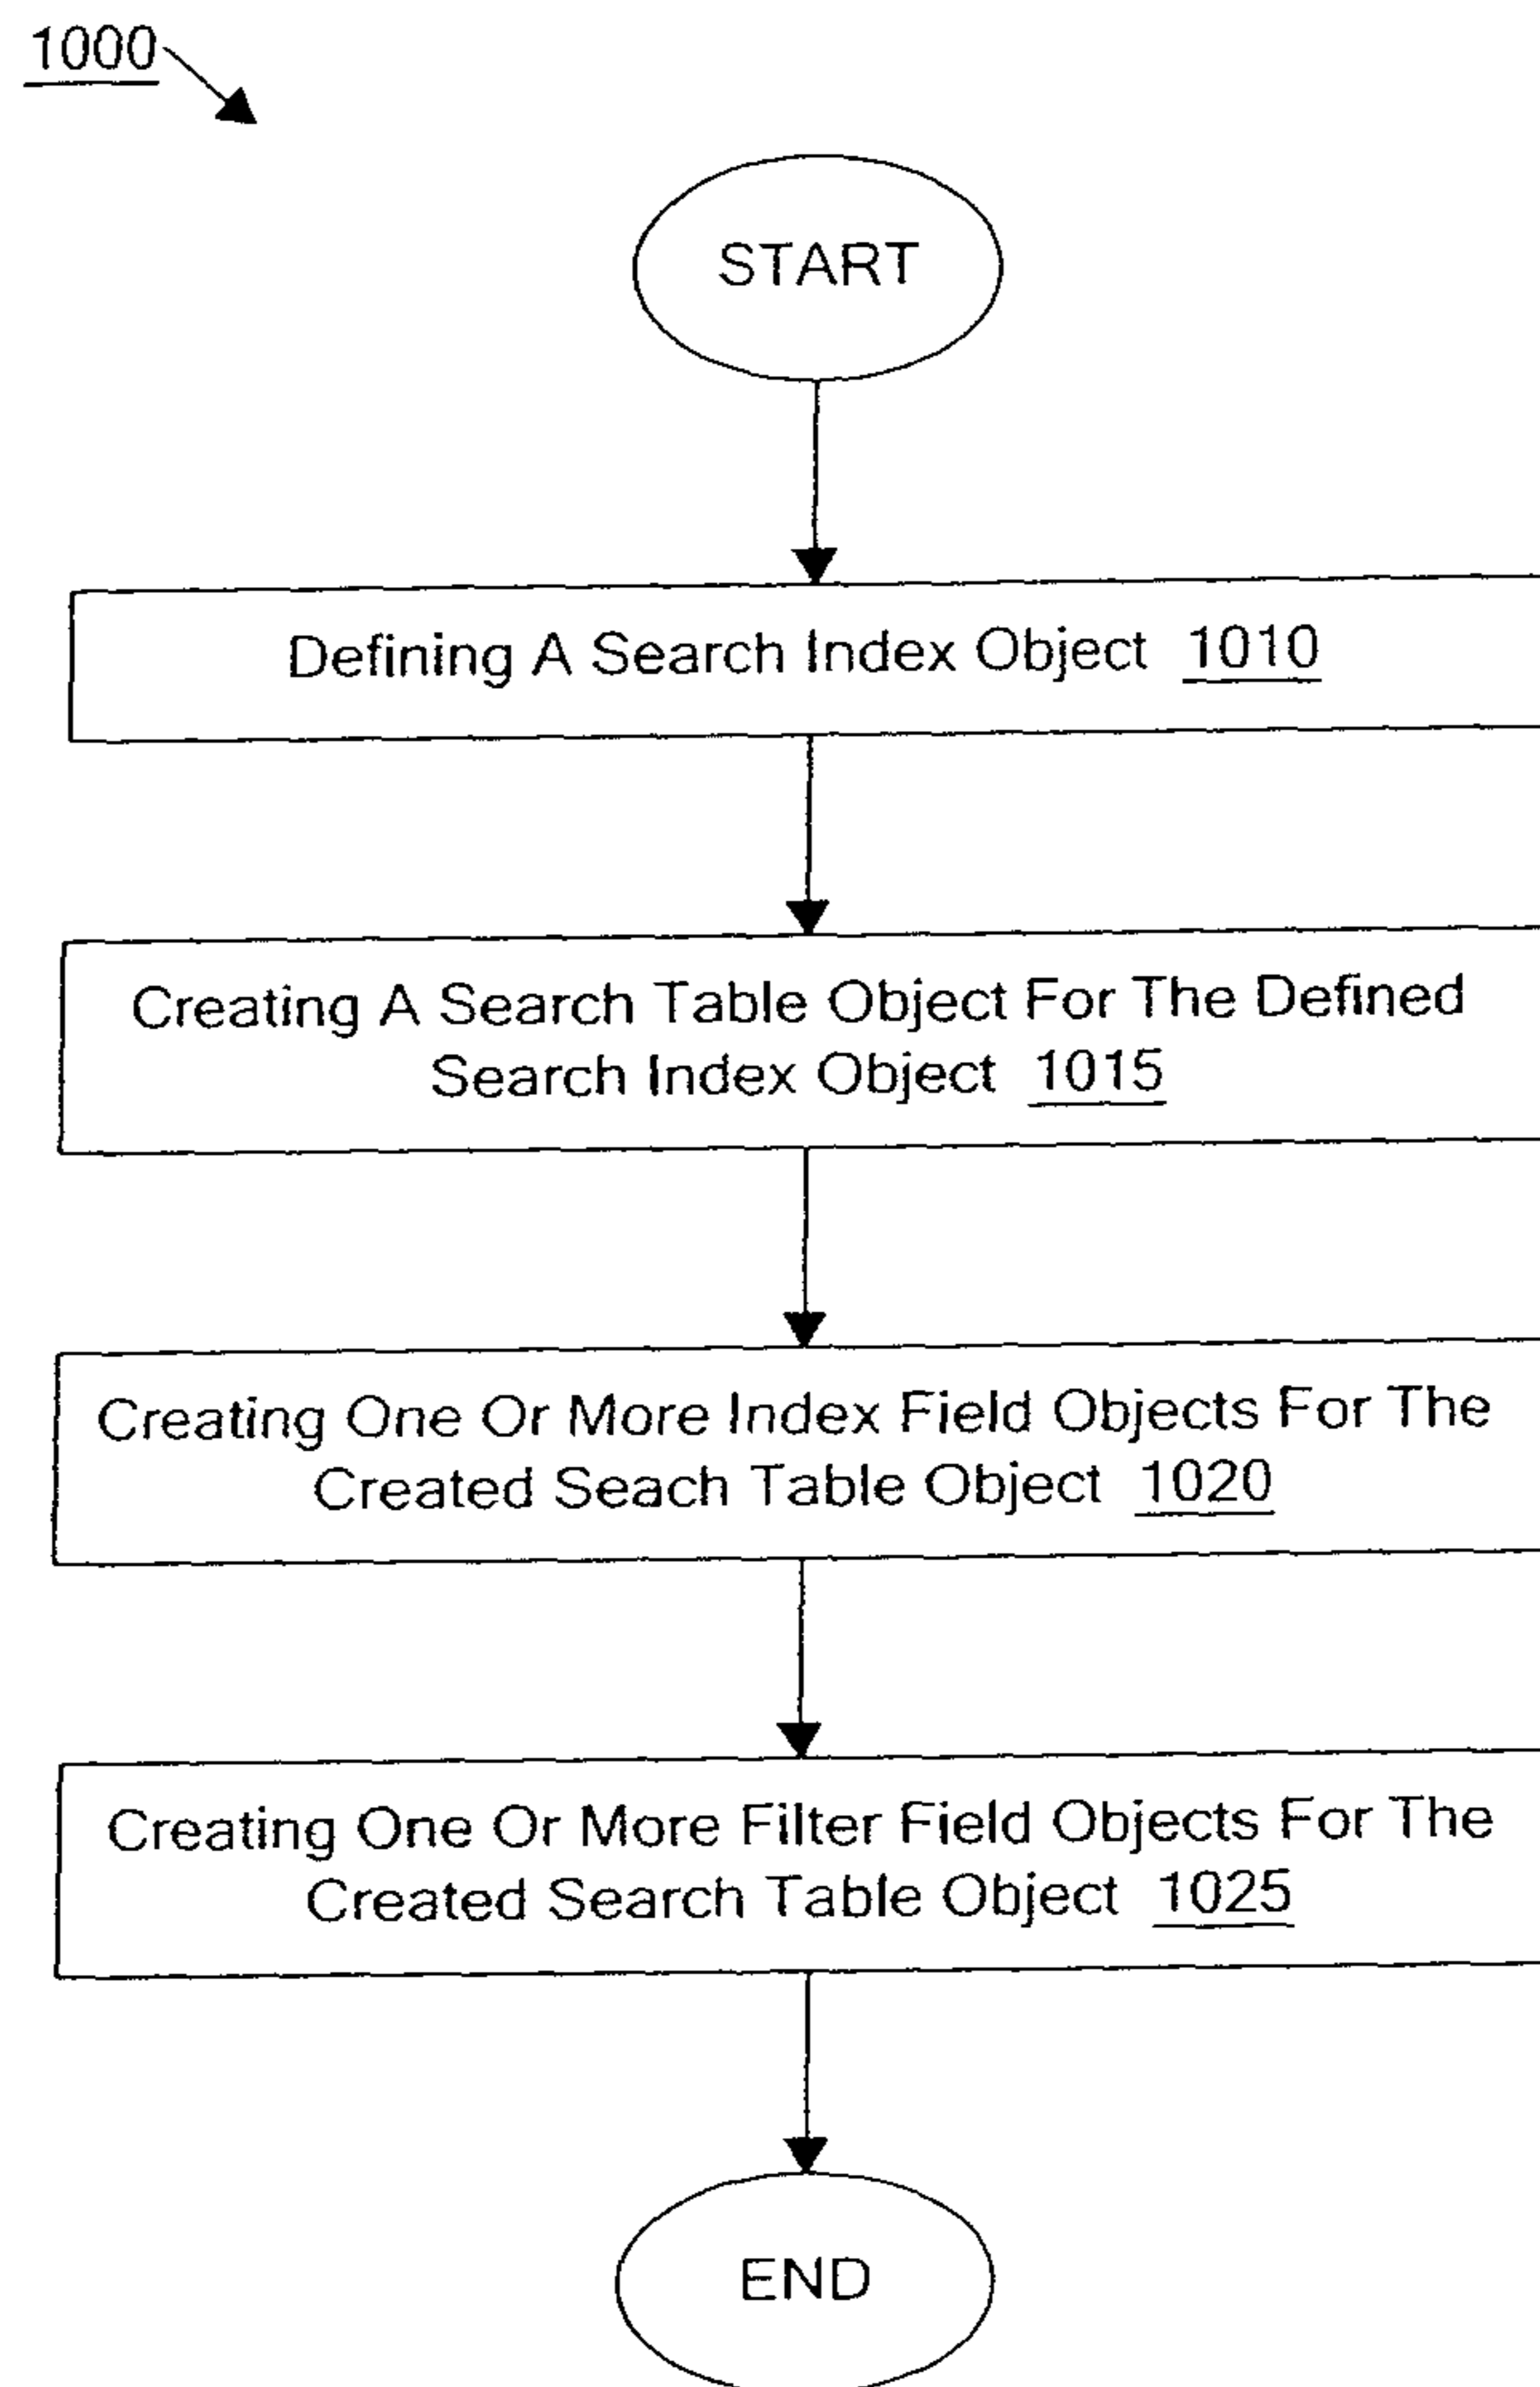 1000
START
Defining A Search Index Object 1010
Creating A Search Table Object For The Defined
Search Index Object 1015
Creating One Or More Index Field Objects For The
Created Seach Table Object 1020
Creating One Or More Filter Field Objects For The
Created Search Table Object 1025
END